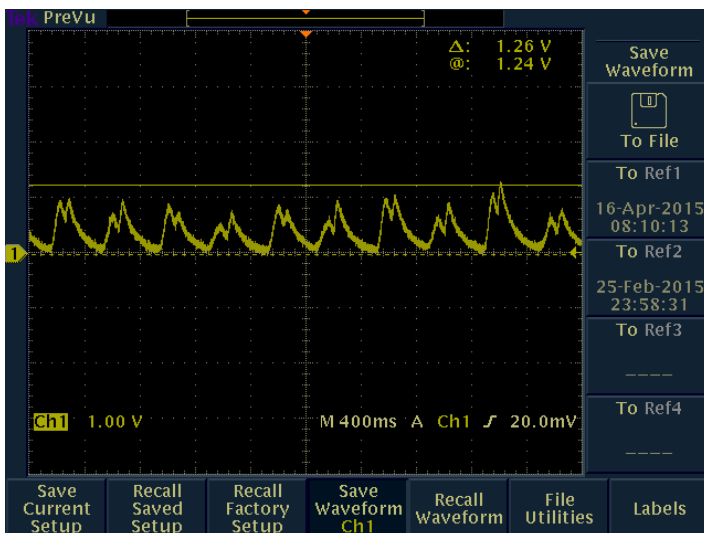 Tek PreVu
Δ: 1.26 V
@: 1.24 V
1
Ch1 1.00 V M 400ms A Ch1 20.0mV
Save
Waveform
To File
To Ref1
16-Apr-2015
08:10:13
To Ref2
25-Feb-2015
23:58:31
To Ref3
----
To Ref4
----
Save
Current
Setup
Recall
Saved
Setup
Recall
Factory
Setup
Save
Waveform
Ch1
Recall
Waveform
File
Utilities
Labels